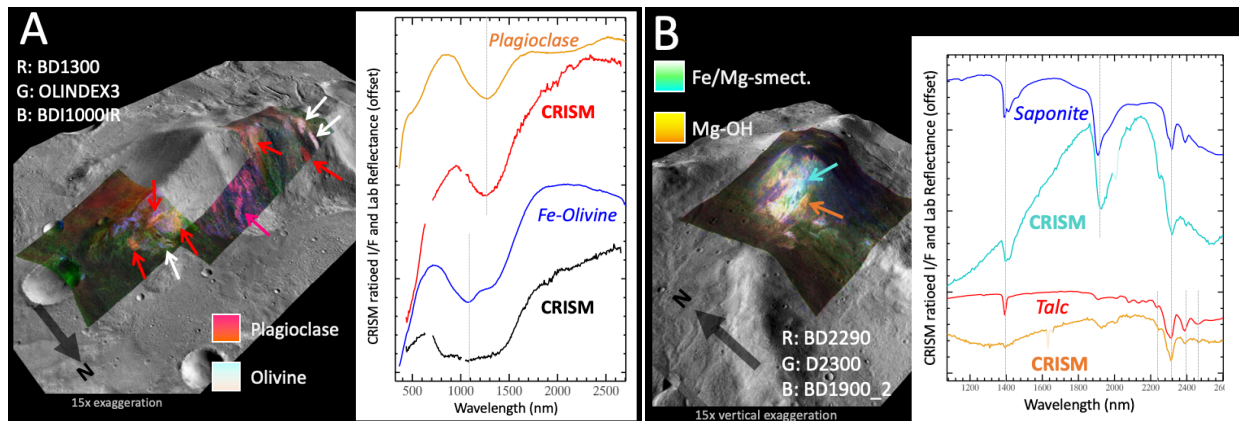 A
R: BD1300
G: OLINDEX3
B: BDI1000IR
N
15x exaggeration
Plagioclase
Olivine
CRISM ratioed I/F and Lab Reflectance (offset)
Plagioclase
CRISM
Fe-Olivine
CRISM
500 1000 1500 2000 2500
Wavelength (nm)
B
Fe/Mg-smect.
Mg-OH
N
R: BD2290
G: D2300
B: BD1900_2
15x vertical exaggeration
CRISM ratioed I/F and Lab Reflectance (offset)
Saponite
CRISM
Talc
CRISM
1200 1400 1600 1800 2000 2200 2400 260
Wavelength (nm)